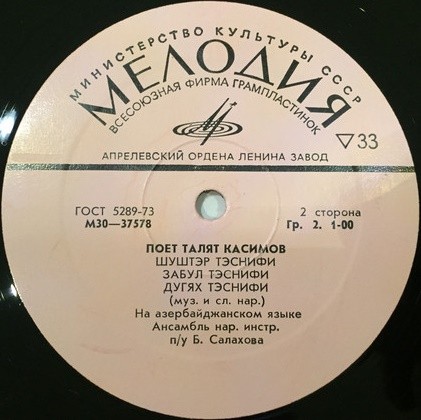 МИНИСТЕРСТВО КУЛЬТУРЫ СССР
МЕЛОДИЯ
ВСЕСОЮЗНАЯ ФИРМА ГРАМПЛАСТИНОК
▽33
АПРЕЛЕВСКИЙ ОРДЕНА ЛЕНИНА ЗАВОД
ГОСТ 5289-73
М30—37578
2 сторона
Гр. 2. 1-00
ПОЕТ ТАЛЯТ КАСИМОВ
ШУШТЭР ТЭСНИФИ
ЗАБУЛ ТЭСНИФИ
ДУГЯХ ТЭСНИФИ
(муз. и сл. нар.)
На азербайджанском языке
Ансамбль нар. инстр.
п/у Б. Салахова